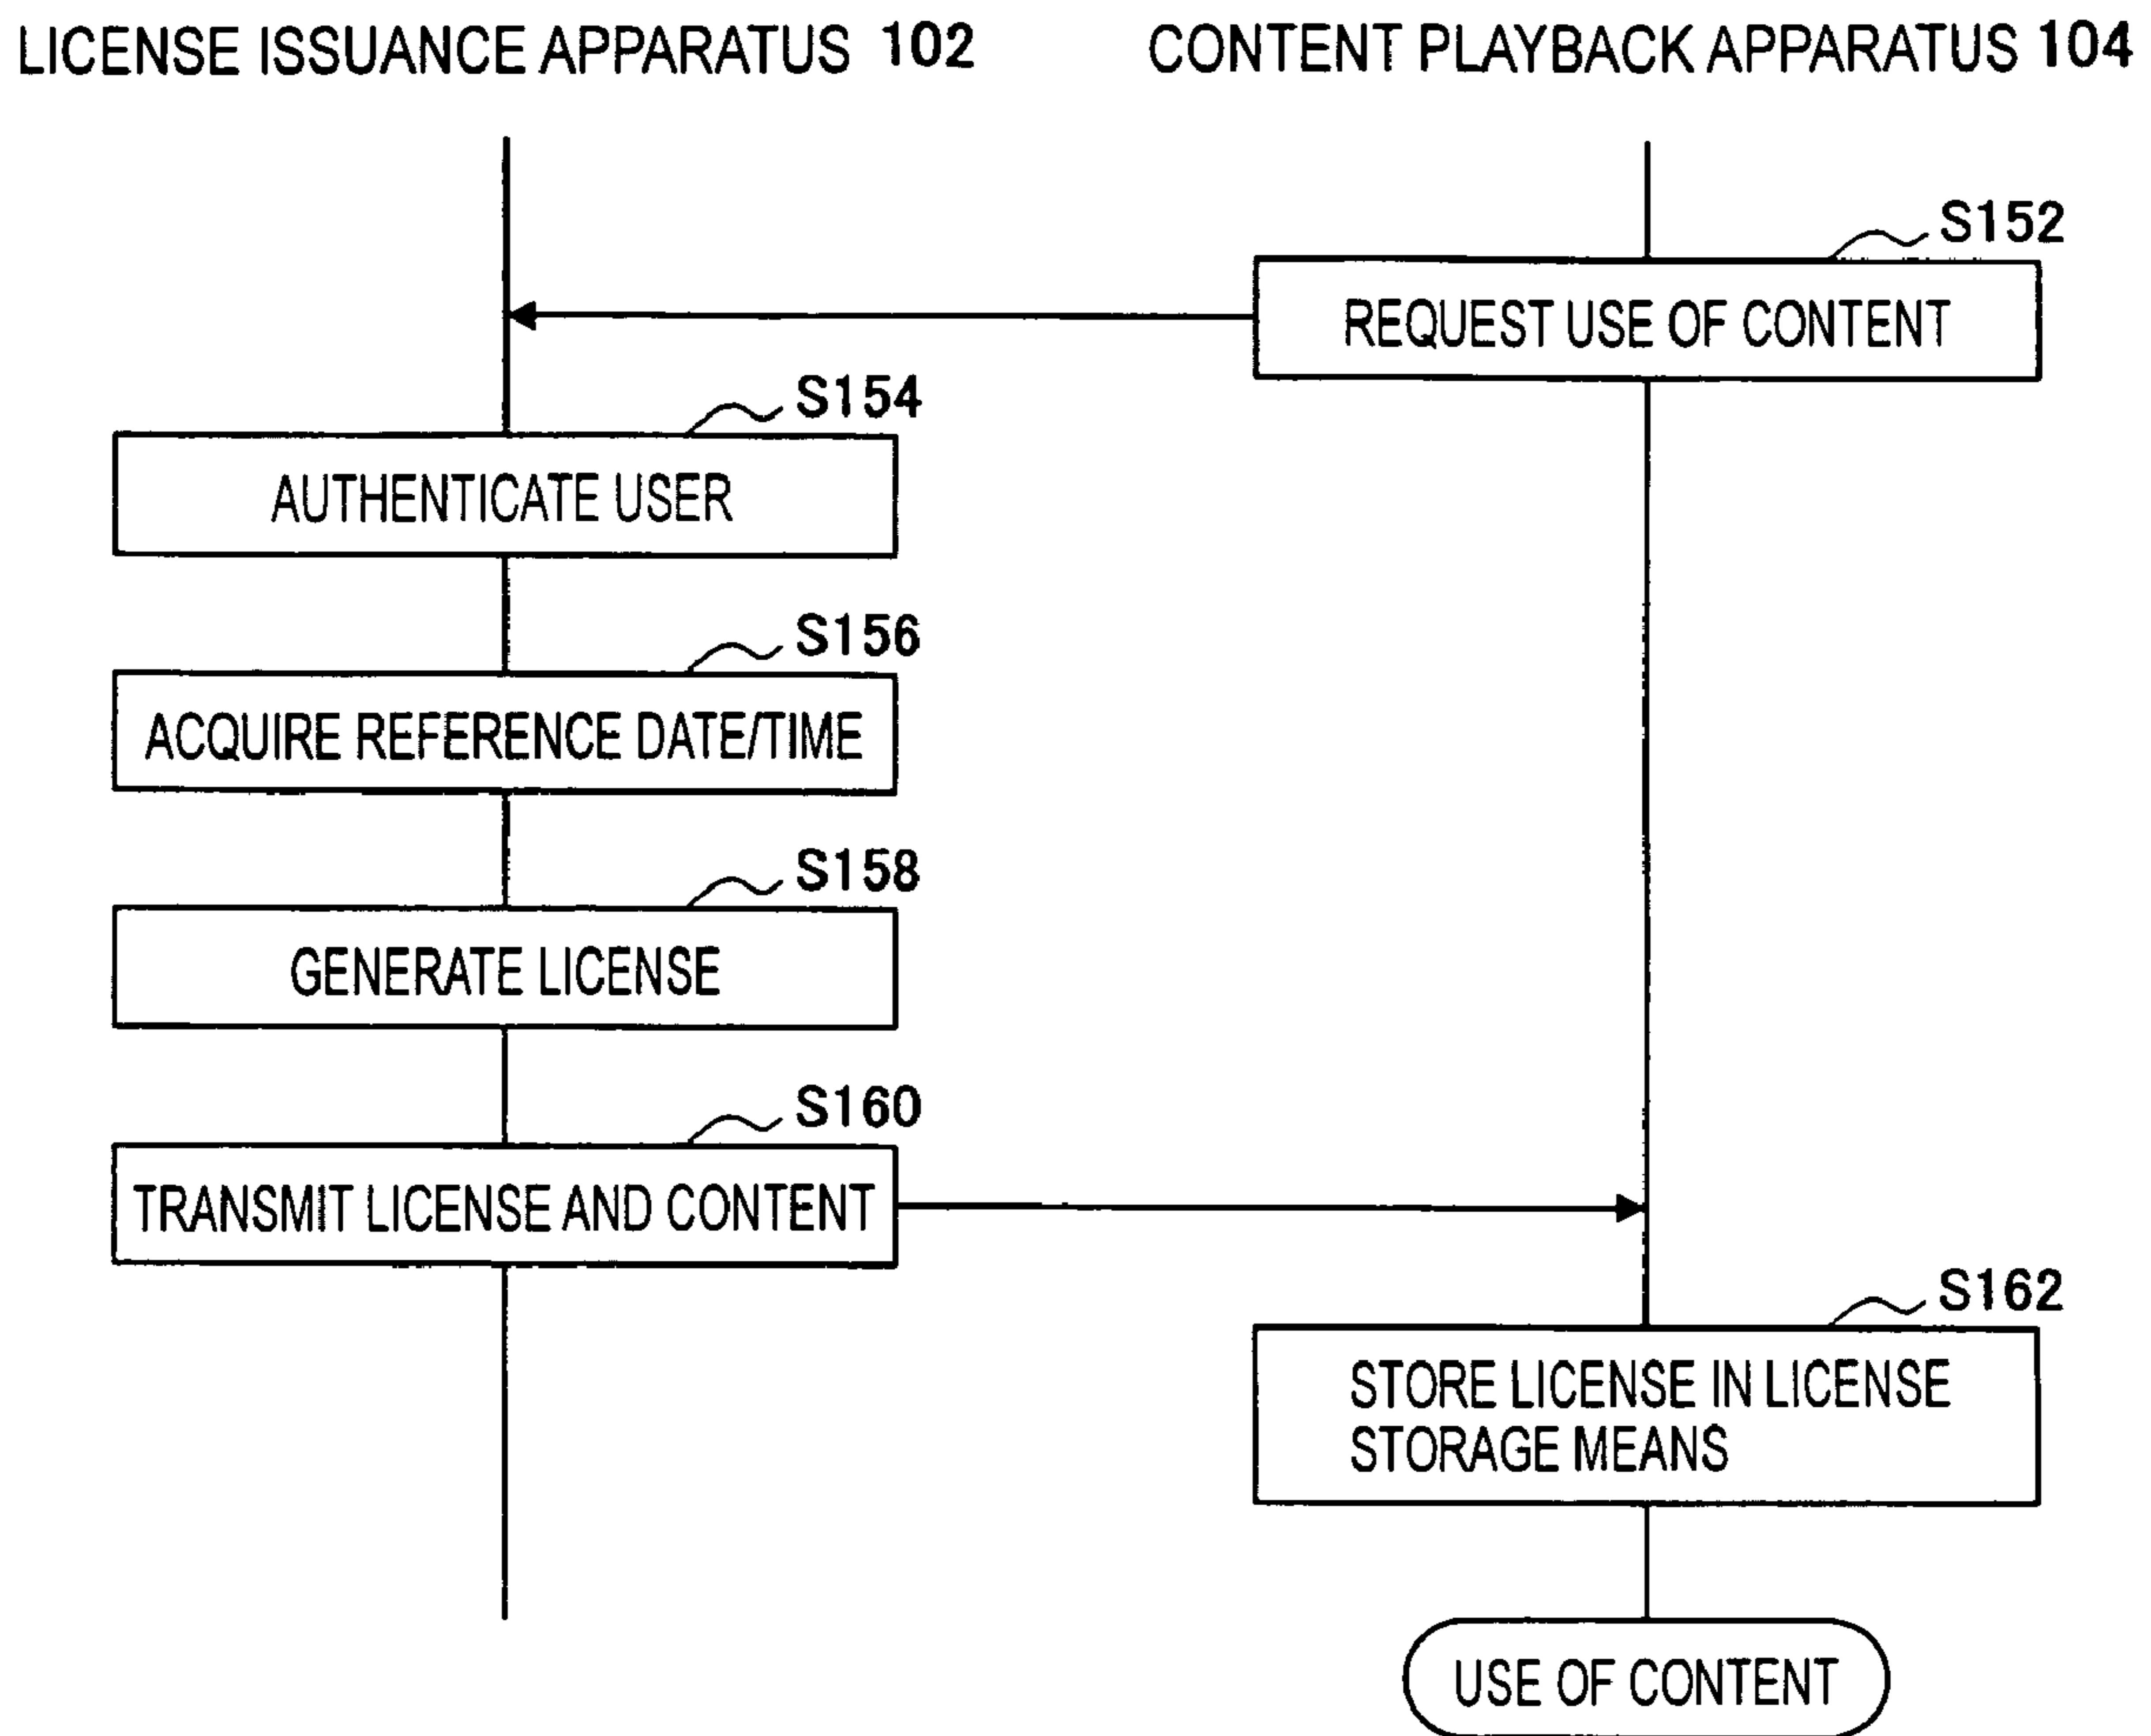 LICENSE ISSUANCE APPARATUS 102
CONTENT PLAYBACK APPARATUS 104
S152
REQUEST USE OF CONTENT
S154
AUTHENTICATE USER
S156
ACQUIRE REFERENCE DATE/TIME
S158
GENERATE LICENSE
S160
TRANSMIT LICENSE AND CONTENT
S162
STORE LICENSE IN LICENSE
STORAGE MEANS
USE OF CONTENT